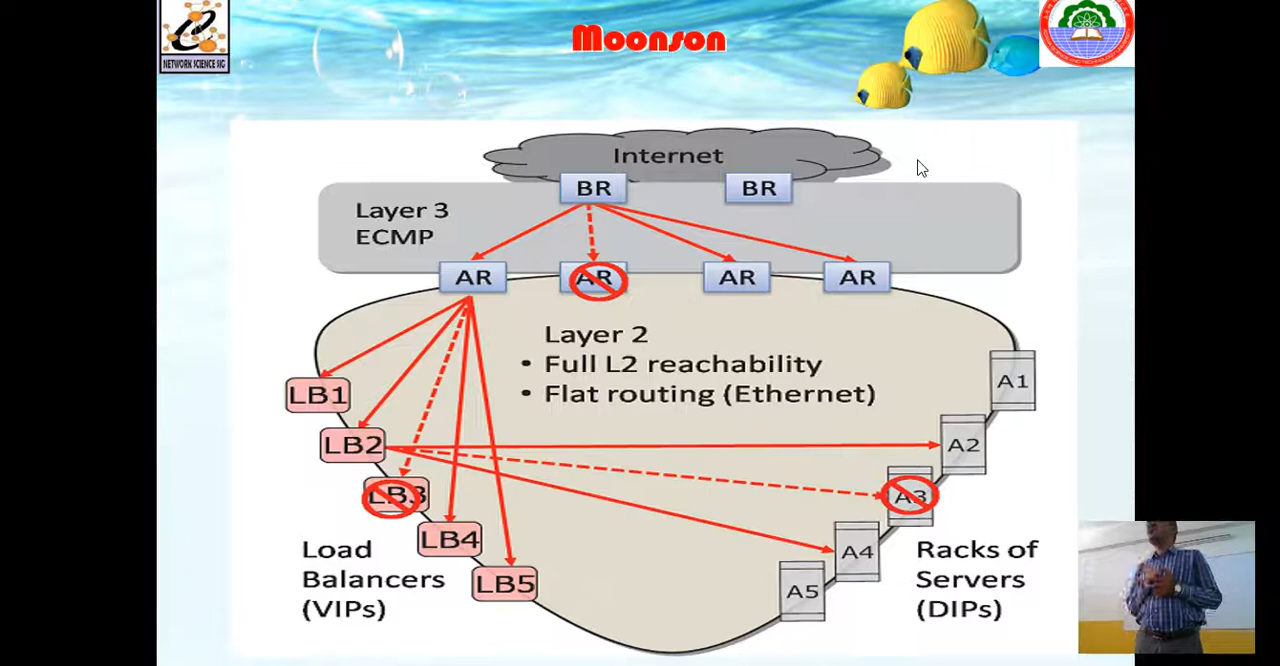 NETWORK SCIENCE SIG
Moonson
Internet
BR
BR
Layer 3
ECMP
AR
AR
AR
AR
Layer 2
• Full L2 reachability
• Flat routing (Ethernet)
LB1
LB2
LB3
LB4
LB5
A1
A2
A3
A4
A5
Load
Balancers
(VIPs)
Racks of
Servers
(DIPs)